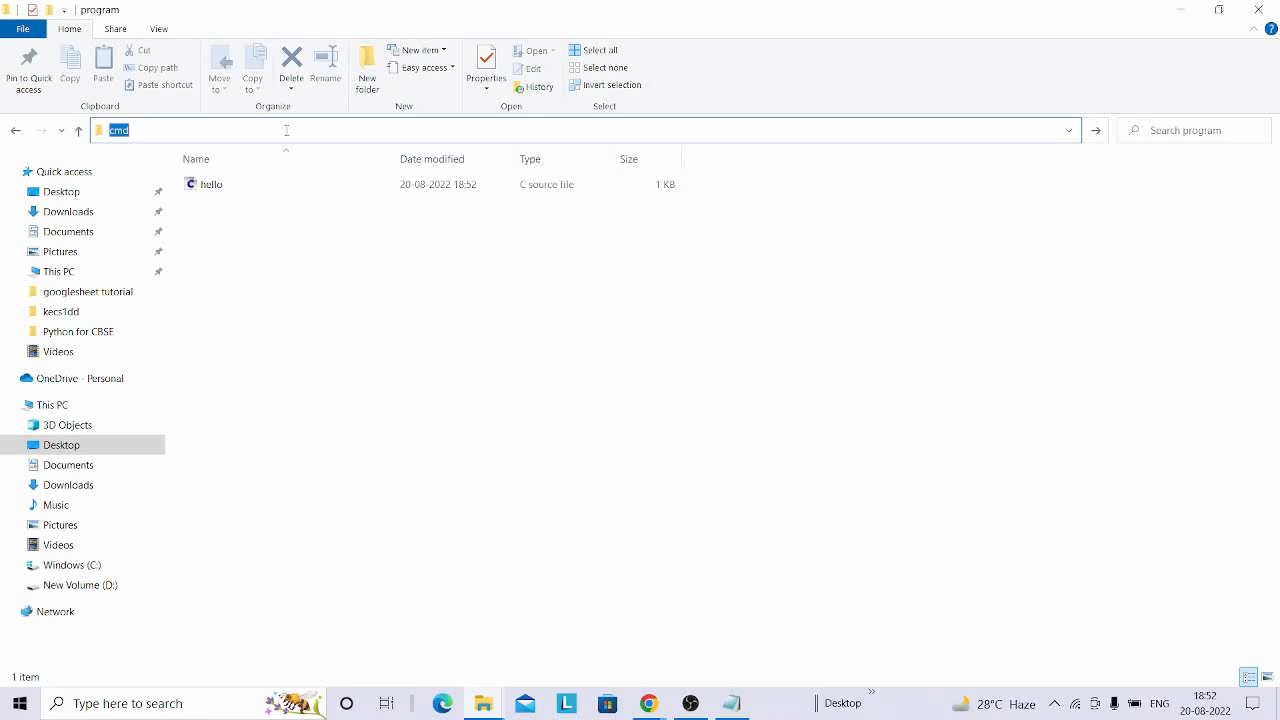 program
File Home Share View
Pin to Quick access
Copy
Paste
Cut
Copy path
Paste shortcut
Clipboard
Move to
Copy to
Delete
Rename
Organize
New folder
New item
Easy access
New
Properties
Open
Edit
History
Open
Select all
Select none
Invert selection
Select
cmd
Search program
Name Date modified Type Size
hello 20-08-2022 18:52 C source file 1 KB
Quick access
Desktop
Downloads
Documents
Pictures
This PC
googlesheet tutorial
kecs1dd
Python for CBSE
Videos
OneDrive - Personal
This PC
3D Objects
Desktop
Documents
Downloads
Music
Pictures
Videos
Windows (C:)
New Volume (D:)
Network
1 item
Type here to search
L
Desktop
28°C Haze
ENG
18:52
20-08-2022